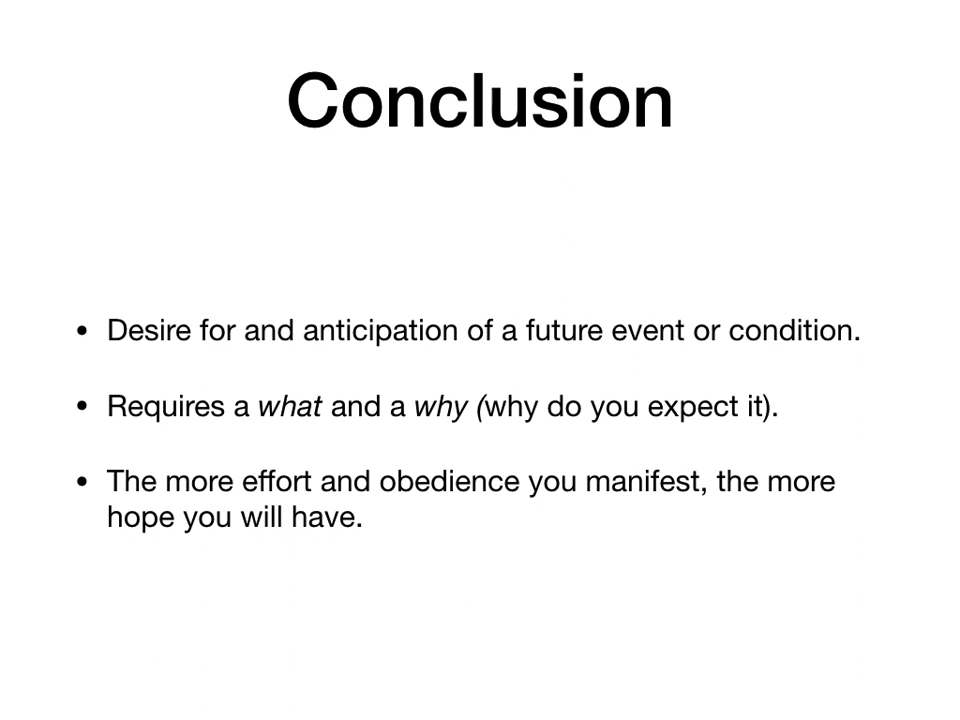 Conclusion
• Desire for and anticipation of a future event or condition.
• Requires a what and a why (why do you expect it).
• The more effort and obedience you manifest, the more
hope you will have.